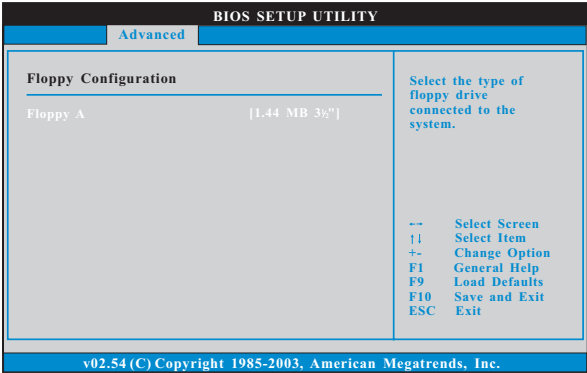 BIOS SETUP UTILITY
Advanced
Floppy Configuration
Floppy A [1.44 MB 3½"]
Select the type of
floppy drive
connected to the
system.
←→ Select Screen
↑↓ Select Item
+- Change Option
F1 General Help
F9 Load Defaults
F10 Save and Exit
ESC Exit
v02.54 (C) Copyright 1985-2003, American Megatrends, Inc.